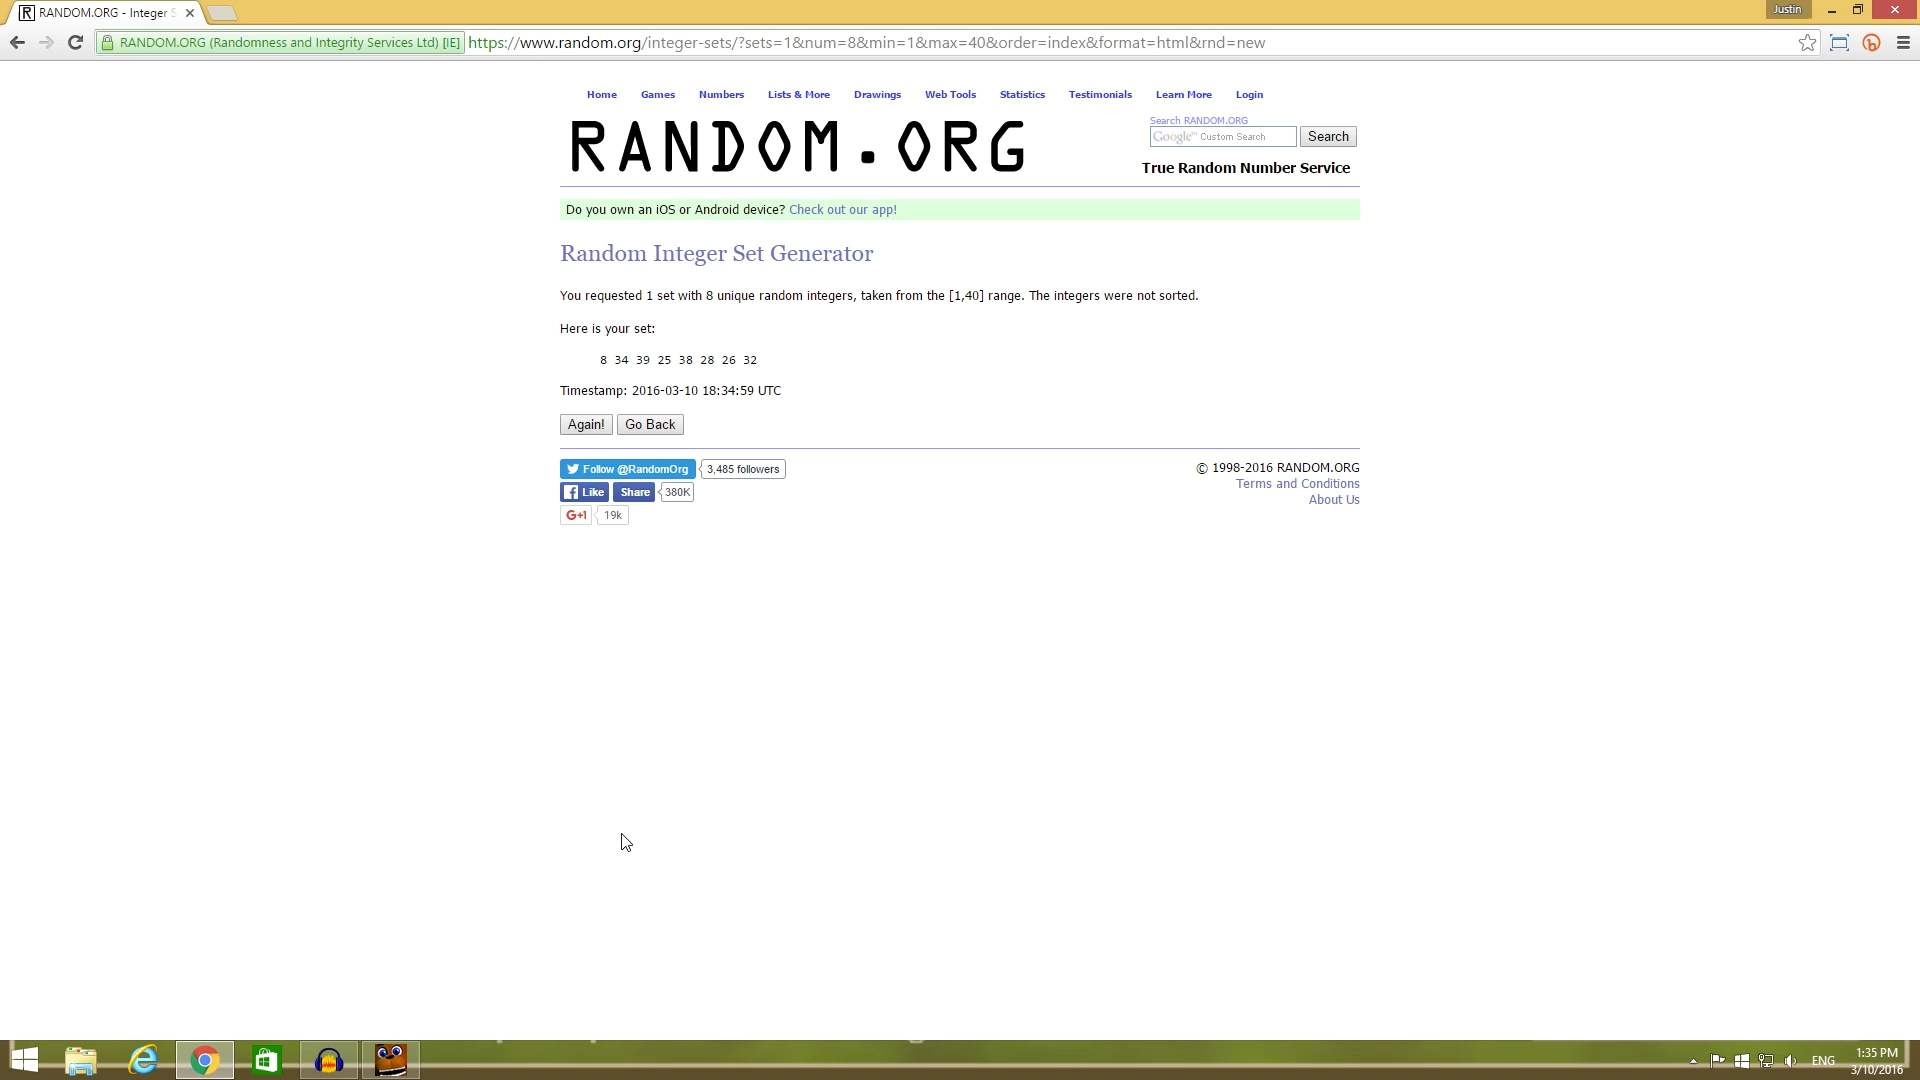 RANDOM.ORG - Integer S
Justin
RANDOM.ORG (Randomness and Integrity Services Ltd) [IE]
https://www.random.org/integer-sets/?sets=1&num=8&min=1&max=40&order=index&format=html&rnd=new
Home Games Numbers Lists & More Drawings Web Tools Statistics Testimonials Learn More Login
RANDOM.ORG
Search RANDOM.ORG
Google™ Custom Search Search
True Random Number Service
Do you own an iOS or Android device? Check out our app!
Random Integer Set Generator
You requested 1 set with 8 unique random integers, taken from the [1,40] range. The integers were not sorted.
Here is your set:
8 34 39 25 38 28 26 32
Timestamp: 2016-03-10 18:34:59 UTC
Again! Go Back
Follow @RandomOrg 3,485 followers
Like Share 380K
G+1 19k
© 1998-2016 RANDOM.ORG
Terms and Conditions
About Us
ENG
1:35 PM
3/10/2016